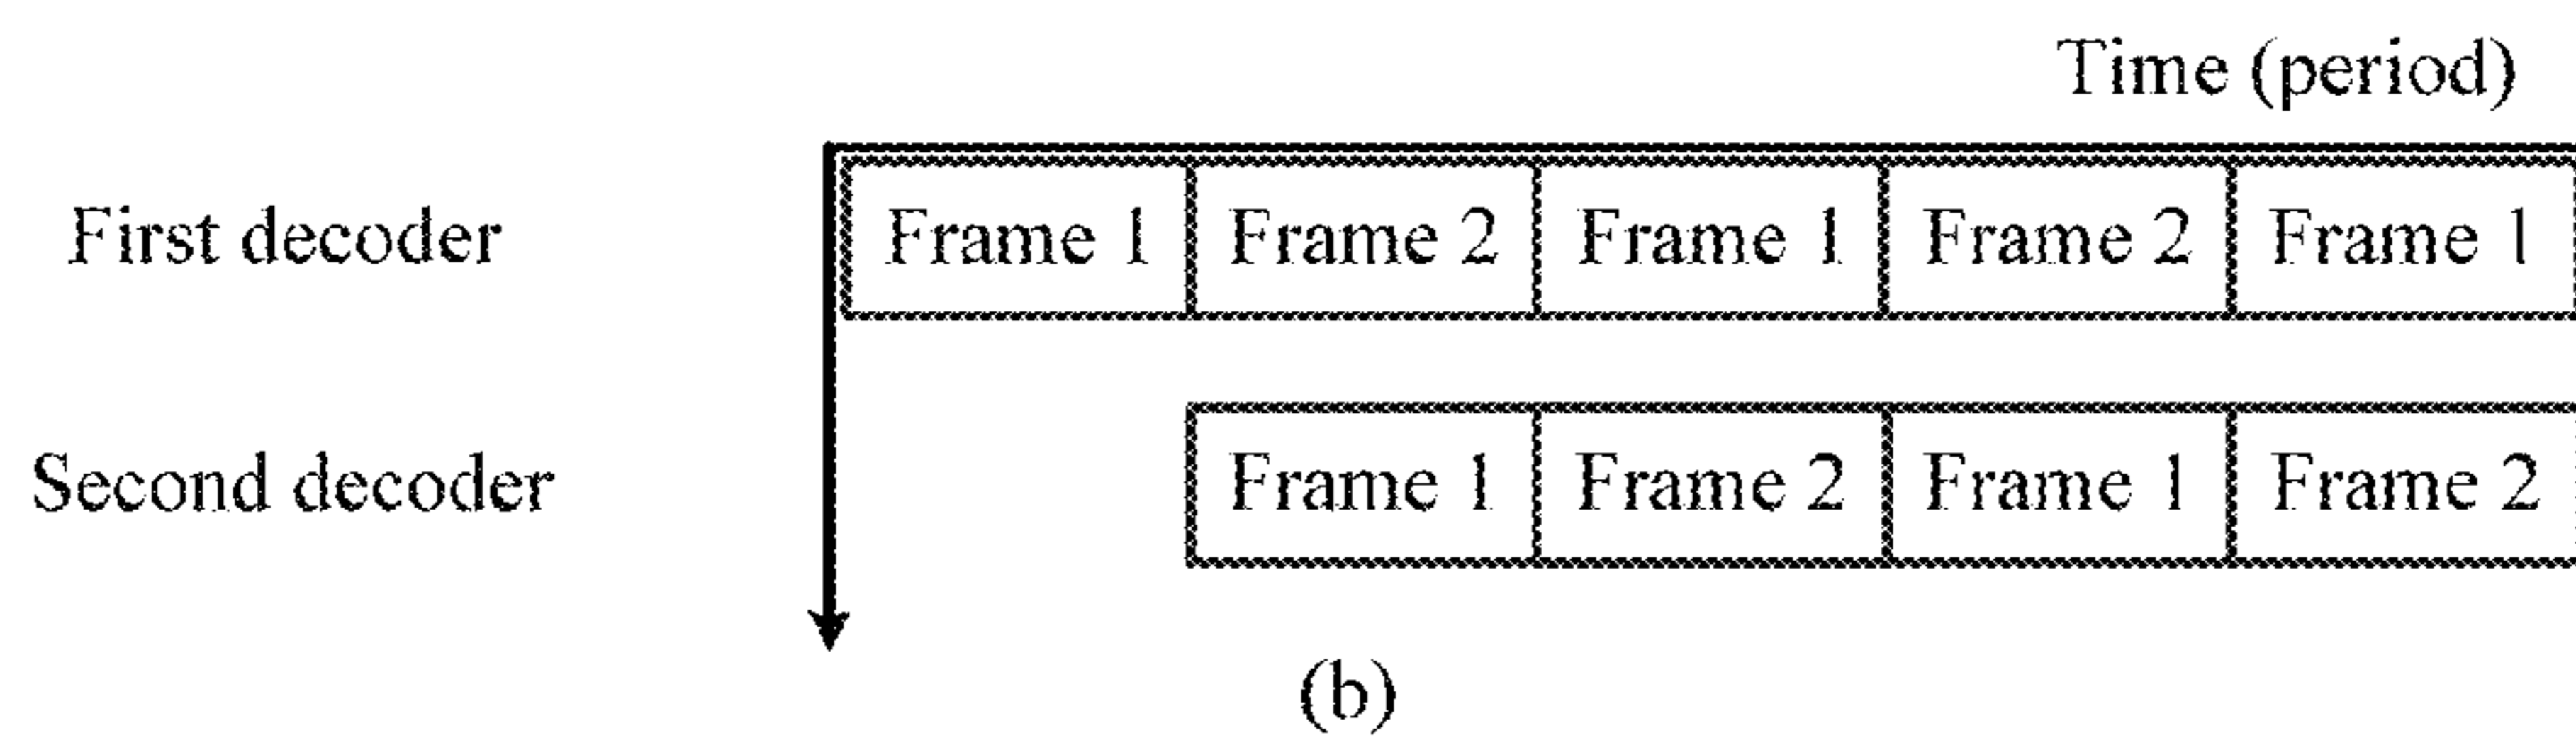 Time (period)
First decoder Frame 1 Frame 2 Frame 1 Frame 2 Frame 1
Second decoder Frame 1 Frame 2 Frame 1 Frame 2
(b)